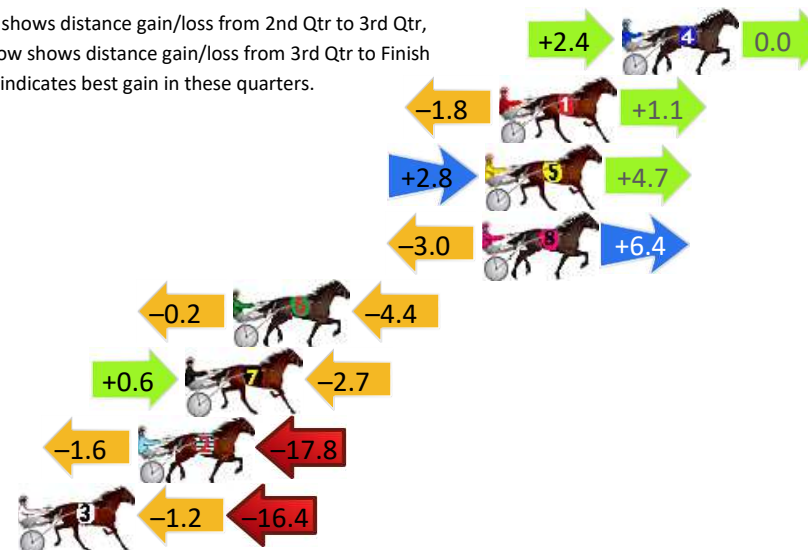 shows distance gain/loss from 2nd Qtr to 3rd Qtr,
ow shows distance gain/loss from 3rd Qtr to Finish
indicates best gain in these quarters.
+2.4 4 0.0
–1.8 1 +1.1
+2.8 5 +4.7
–3.0 8 +6.4
–0.2 6 –4.4
+0.6 7 –2.7
–1.6 –17.8
3 –1.2 –16.4